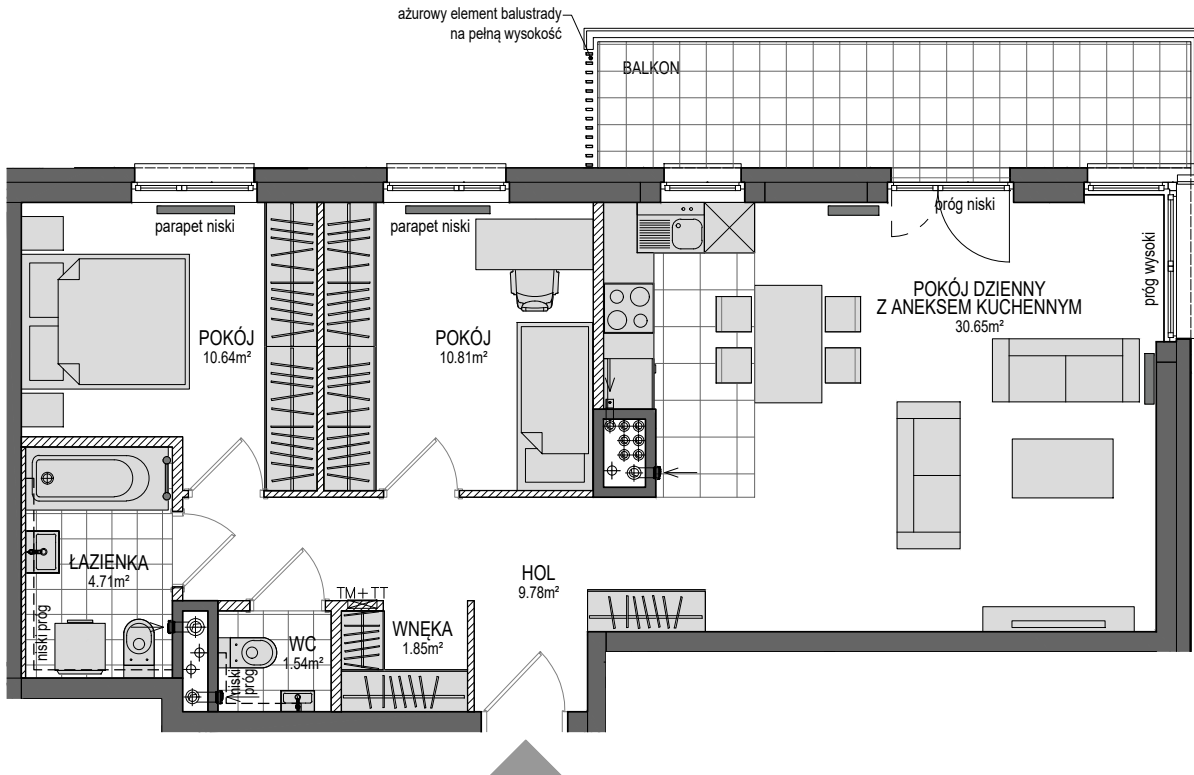 ażurowy element balustrady
na pełną wysokość
BALKON
parapet niski
parapet niski
próg niski
próg wysoki
POKÓJ
10.64m²
POKÓJ
10.81m²
POKÓJ DZIENNY
Z ANEKSEM KUCHENNYM
30.65m²
ŁAZIENKA
4.71m²
niski próg
HOL
9.78m²
TM+TT
WNĘKA
1.85m²
WC
1.54m²
niski
próg